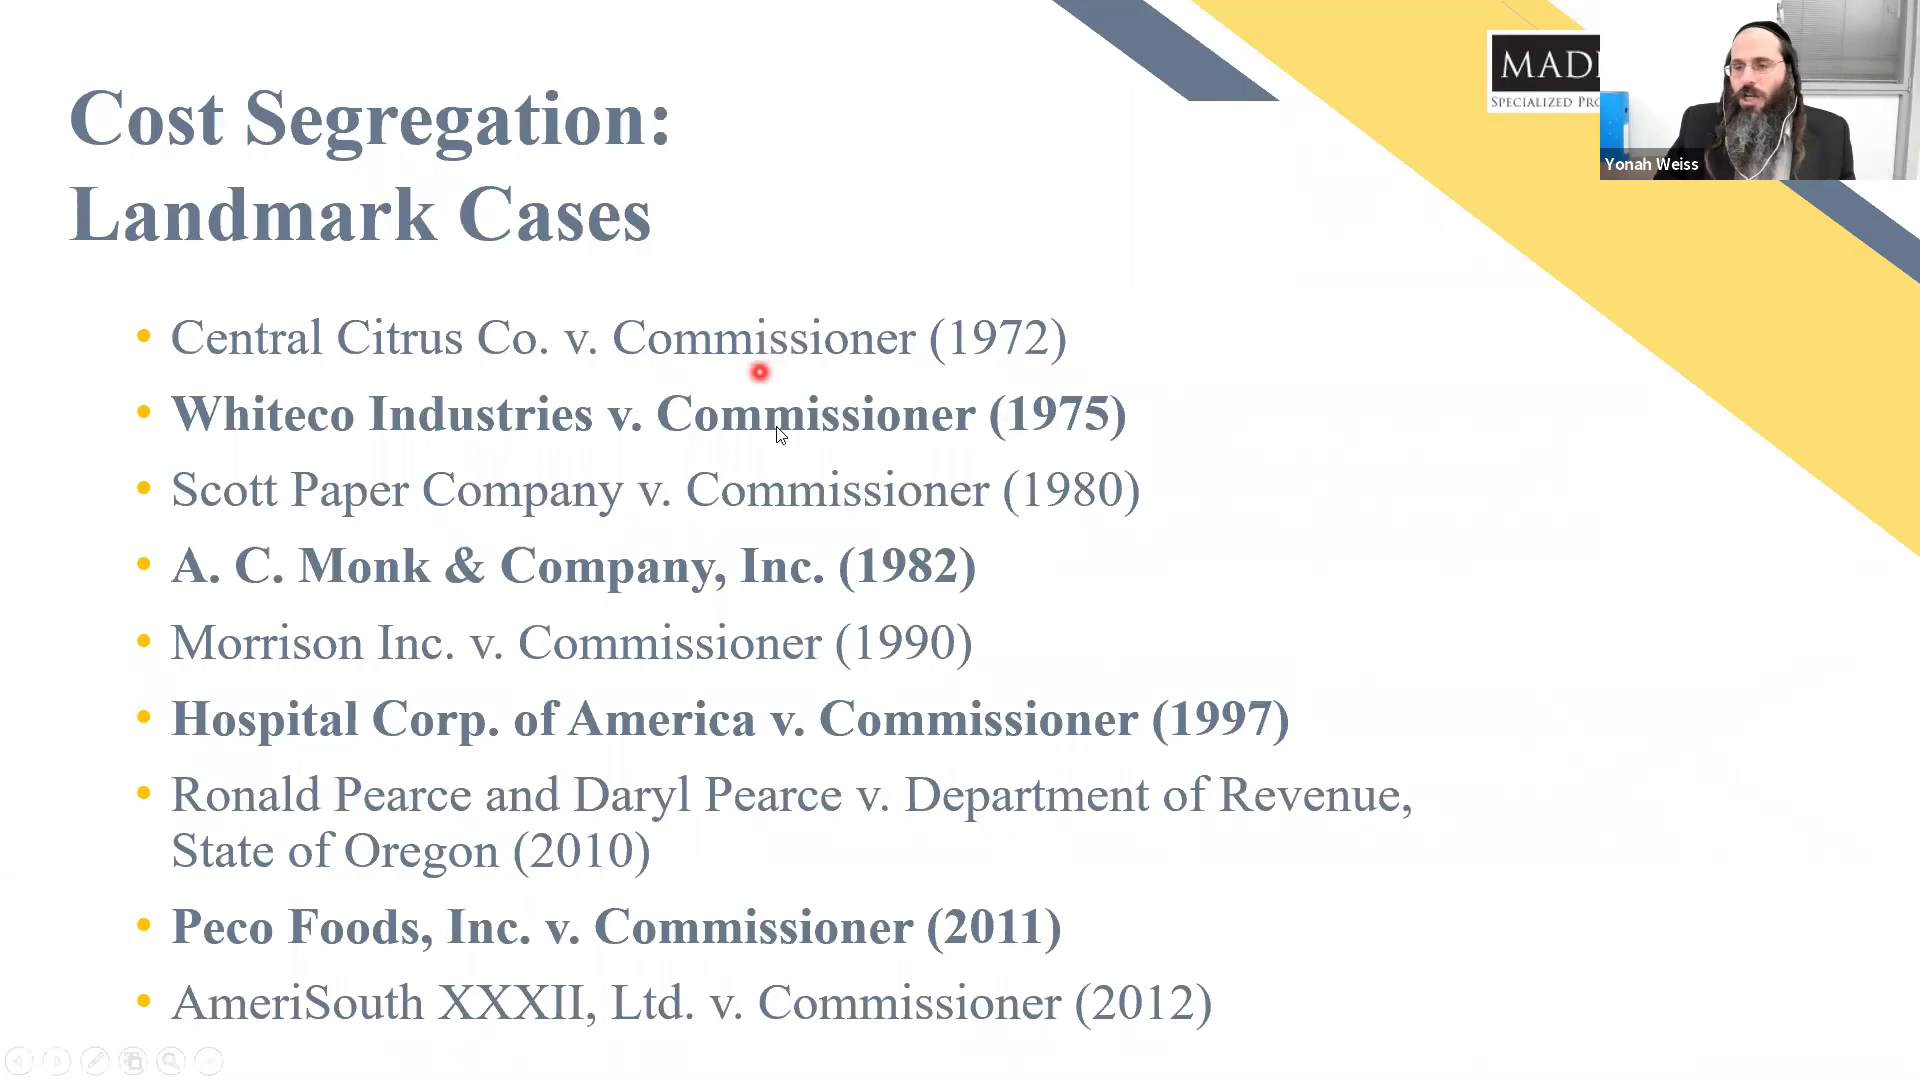 Cost Segregation:
Landmark Cases
MAD
SPECIALIZED
Yonah Weiss
• Central Citrus Co. v. Commissioner (1972)
• Whiteco Industries v. Commissioner (1975)
• Scott Paper Company v. Commissioner (1980)
• A. C. Monk & Company, Inc. (1982)
• Morrison Inc. v. Commissioner (1990)
• Hospital Corp. of America v. Commissioner (1997)
• Ronald Pearce and Daryl Pearce v. Department of Revenue,
State of Oregon (2010)
• Peco Foods, Inc. v. Commissioner (2011)
• AmeriSouth XXXII, Ltd. v. Commissioner (2012)